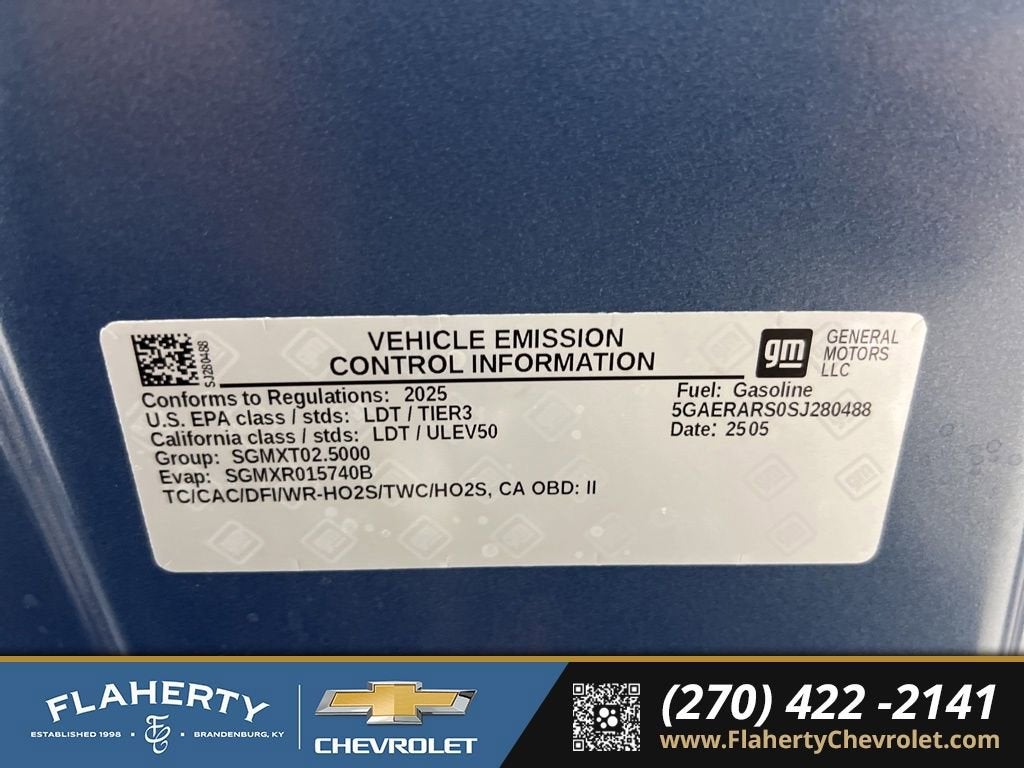 VEHICLE EMISSION
CONTROL INFORMATION
SJ280488
gm
GENERAL
MOTORS
LLC
Conforms to Regulations: 2025
U.S. EPA class / stds: LDT / TIER3
California class / stds: LDT / ULEV50
Group: SGMXT02.5000
Evap: SGMXR015740B
TC/CAC/DFI/WR-HO2S/TWC/HO2S, CA OBD: II
Fuel: Gasoline
5GAERARS0SJ280488
Date: 2505
FLAHERTY
ESTABLISHED 1998 • • BRANDENBURG, KY
CHEVROLET
(270) 422 -2141
www.FlahertyChevrolet.com